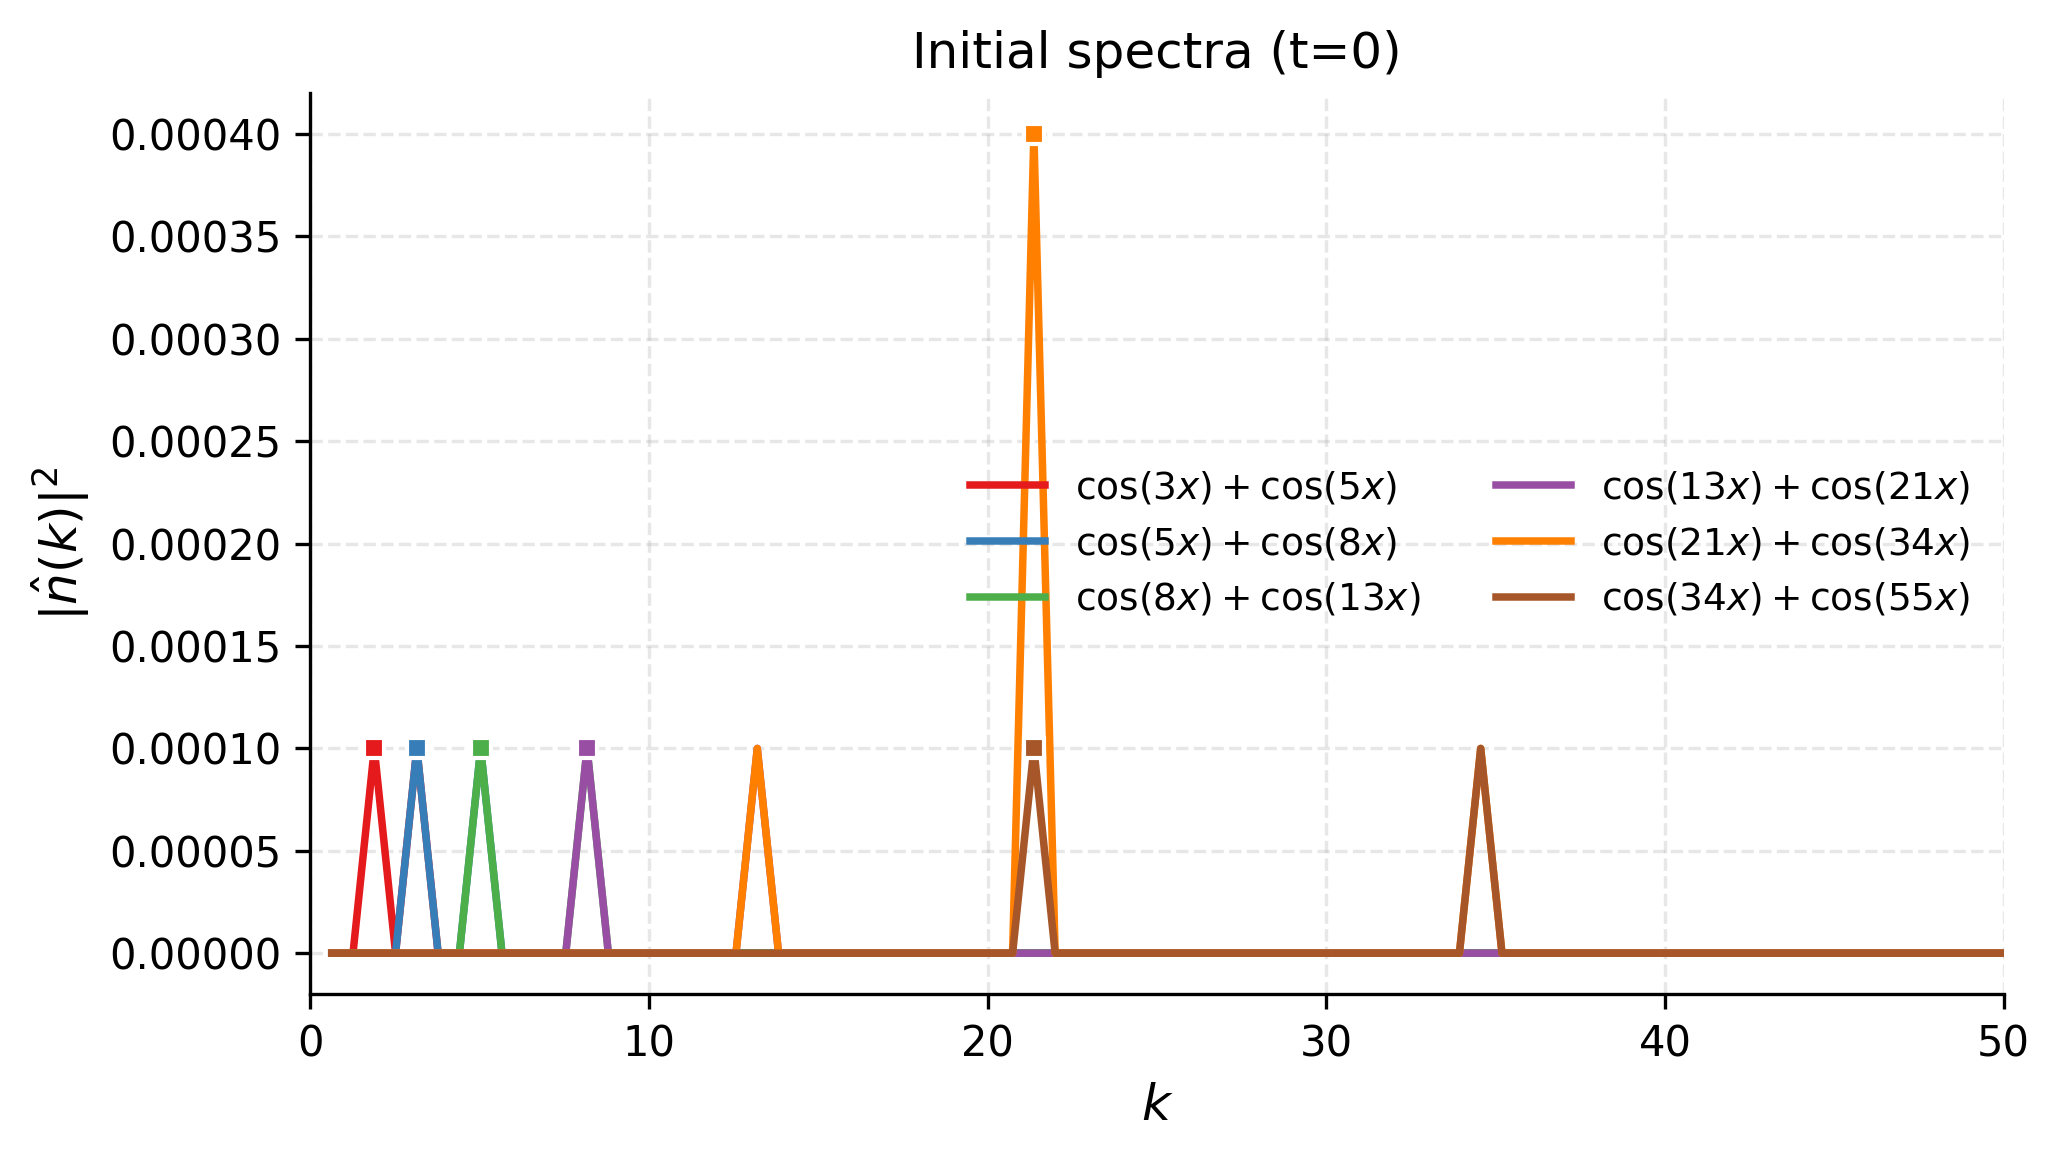 Initial spectra (t=0)
0.00040
0.00035
0.00030
0.00025
0.00020
0.00015
0.00010
0.00005
0.00000
|n̂(k)|²
cos(3x) + cos(5x)
cos(5x) + cos(8x)
cos(8x) + cos(13x)
cos(13x) + cos(21x)
cos(21x) + cos(34x)
cos(34x) + cos(55x)
0 10 20 30 40 50
k